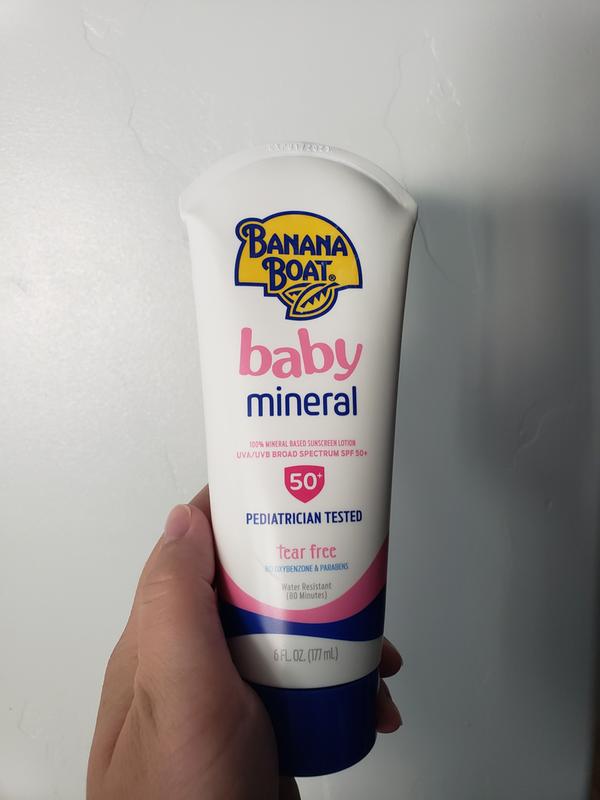 BANANA
BOAT®
baby
mineral
100% MINERAL BASED SUNSCREEN LOTION
UVA/UVB BROAD SPECTRUM SPF 50+
50+
PEDIATRICIAN TESTED
tear free
NO OXYBENZONE & PARABENS
Water Resistant
(80 Minutes)
6 FL. OZ. (177 mL)